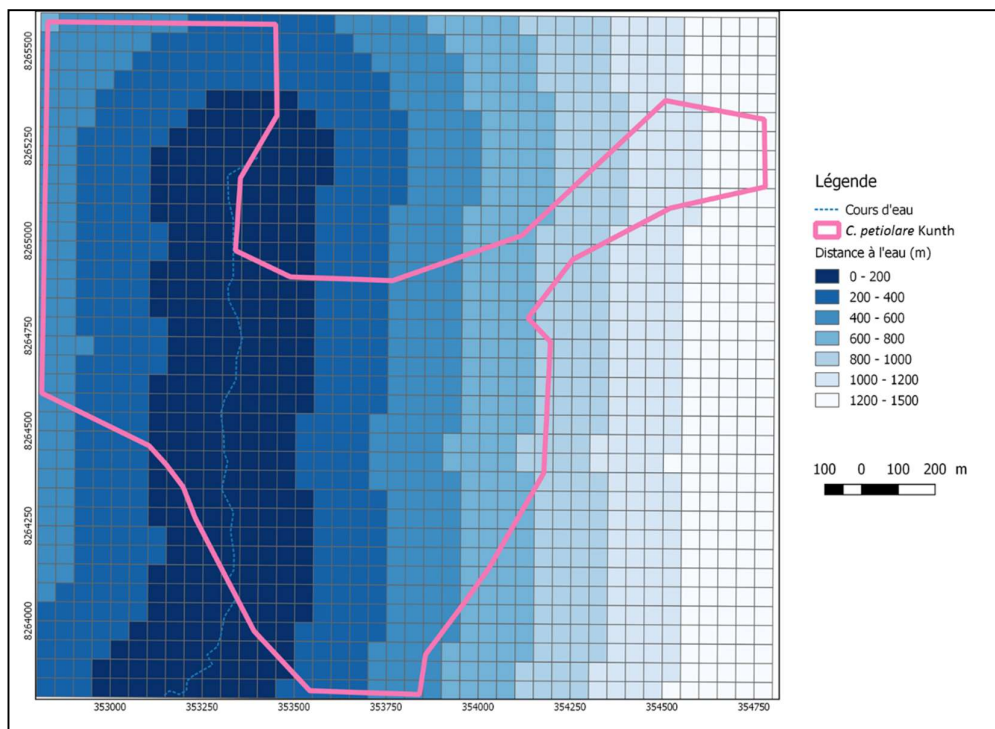 8265500
8265250
8265000
8264750
8264500
8264250
8264000
353000 353250 353500 353750 354000 354250 354500 354750
Légende
Cours d'eau
C. petiolare Kunth
Distance à l'eau (m)
0 - 200
200 - 400
400 - 600
600 - 800
800 - 1000
1000 - 1200
1200 - 1500
100 0 100 200 m